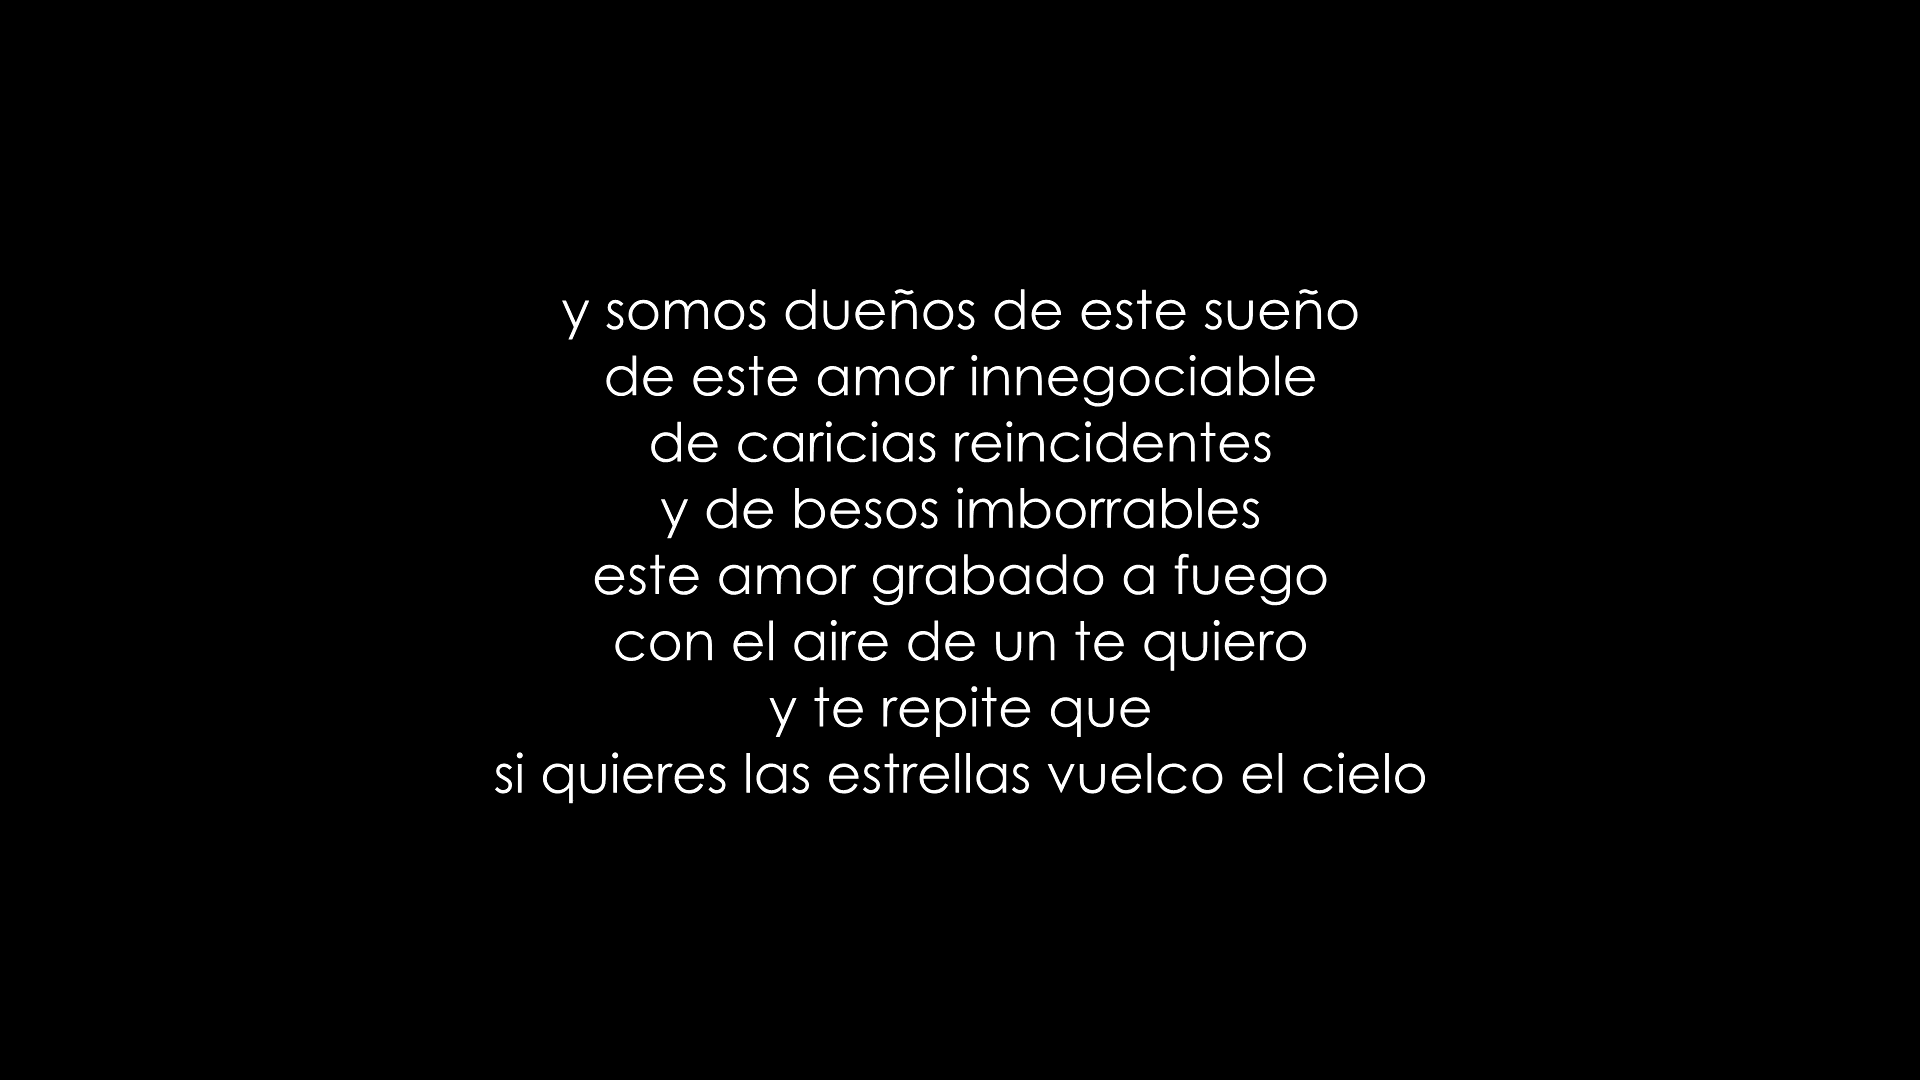 y somos dueños de este sueño
de este amor innegociable
de caricias reincidentes
y de besos imborrables
este amor grabado a fuego
con el aire de un te quiero
y te repite que
si quieres las estrellas vuelco el cielo